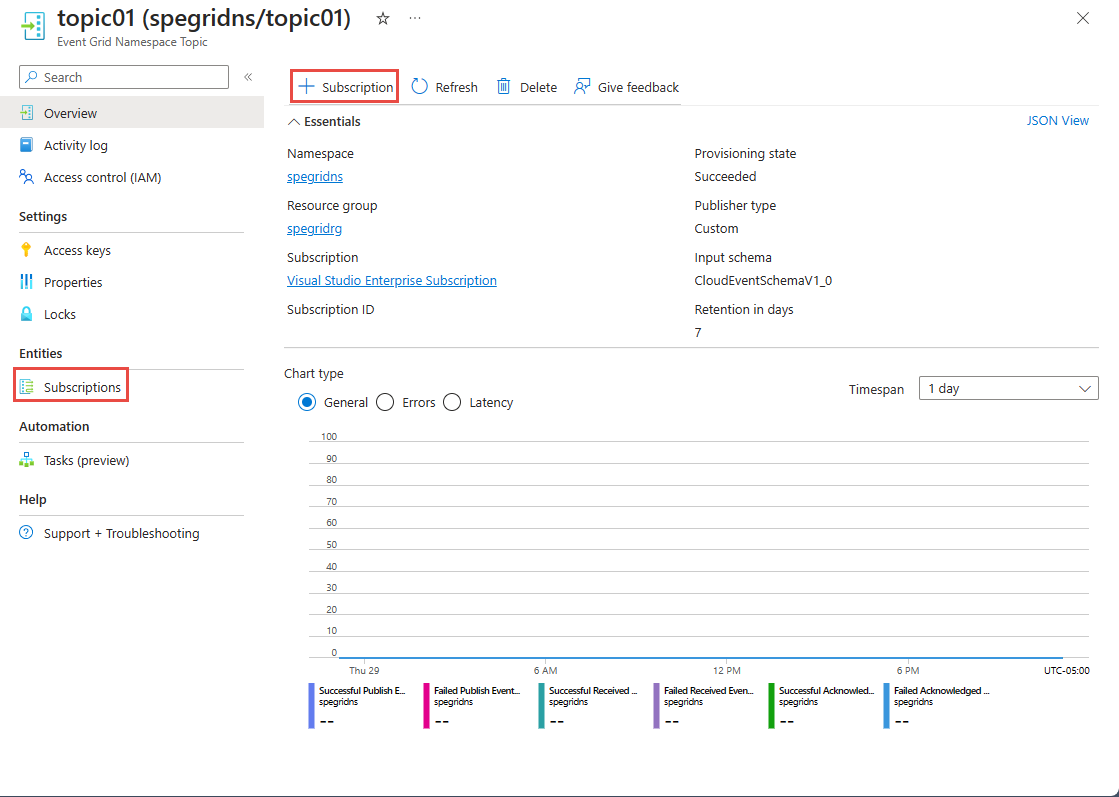 topic01 (spegridns/topic01)
Event Grid Namespace Topic
Search
Overview
Activity log
Access control (IAM)
Settings
Access keys
Properties
Locks
Entities
Subscriptions
Automation
Tasks (preview)
Help
Support + Troubleshooting
Subscription Refresh Delete Give feedback
Essentials JSON View
Namespace
spegridns
Resource group
spegridrg
Subscription
Visual Studio Enterprise Subscription
Subscription ID
Provisioning state
Succeeded
Publisher type
Custom
Input schema
CloudEventSchemaV1_0
Retention in days
7
Chart type
General Errors Latency
Timespan 1 day
100
90
80
70
60
50
40
30
20
10
0
Thu 29 6 AM 12 PM 6 PM UTC-05:00
Successful Publish E...
spegridns
--
Failed Publish Event...
spegridns
--
Successful Received ...
spegridns
--
Failed Received Even...
spegridns
--
Successful Acknowled...
spegridns
--
Failed Acknowledged ...
spegridns
--